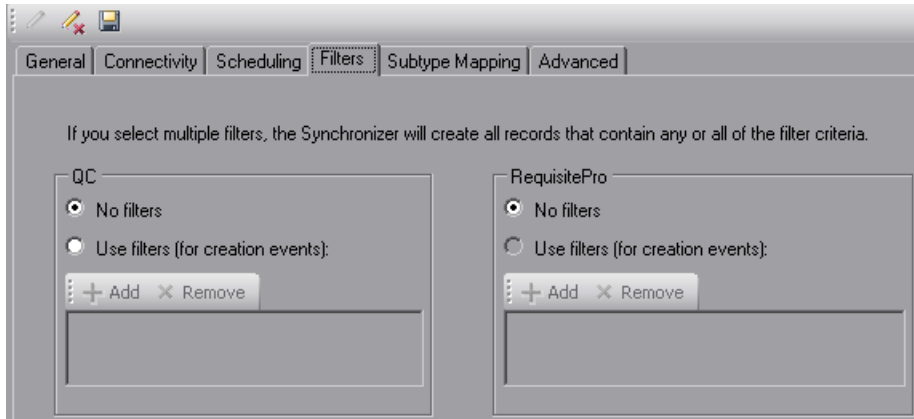 General Connectivity Scheduling Filters Subtype Mapping Advanced
If you select multiple filters, the Synchronizer will create all records that contain any or all of the filter criteria.
QC
No filters
Use filters (for creation events):
Add Remove
RequisitePro
No filters
Use filters (for creation events):
Add Remove